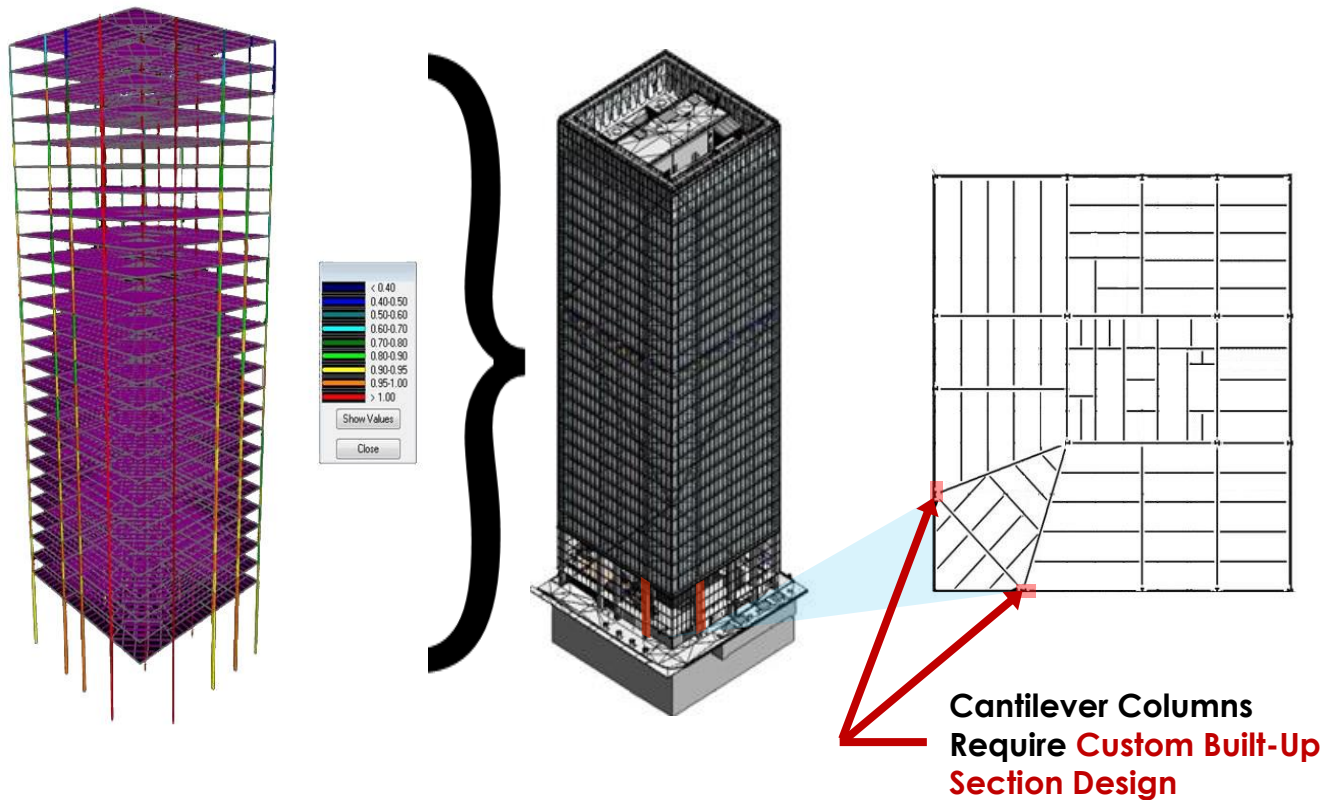 < 0.40
0.40-0.50
0.50-0.60
0.60-0.70
0.70-0.80
0.80-0.90
0.90-0.95
0.95-1.00
> 1.00
Show Values
Close
Cantilever Columns
Require Custom Built-Up
Section Design